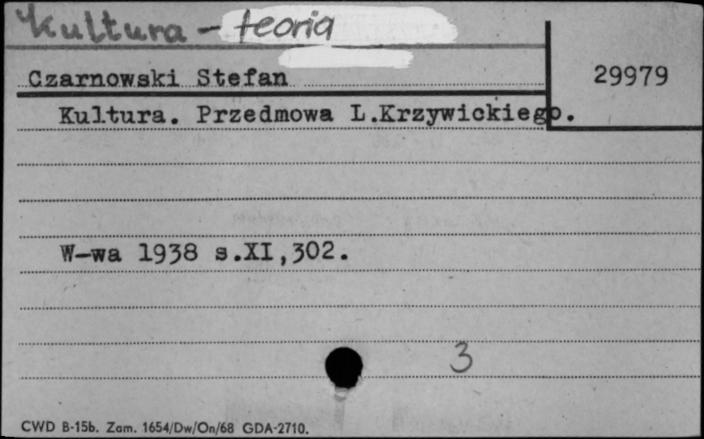 Kultura - teoria
Czarnowski Stefan
29979
Kultura. Przedmowa L.Krzywickiego.
W-wa 1938 s.XI,302.
3
CWD B-15b. Zam. 1654/Dw/On/68 GDA-2710.